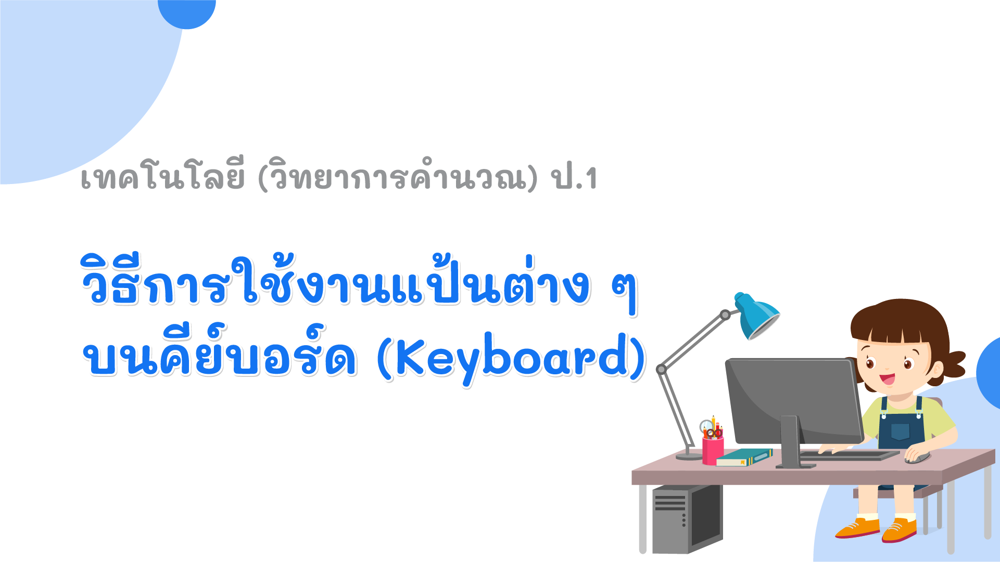 เทคโนโลยี (วิทยาการคำนวณ) ป.1
วิธีการใช้งานแป้นต่าง ๆ
บนคีย์บอร์ด (Keyboard)